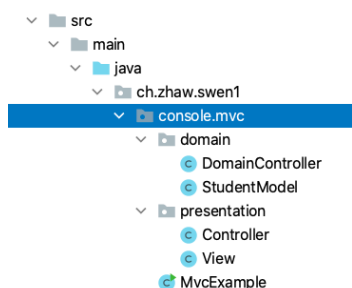 src
main
java
ch.zhaw.swen1
console.mvc
domain
DomainController
StudentModel
presentation
Controller
View
MvcExample